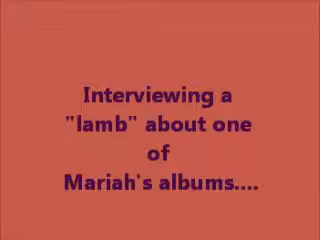 Interviewing a
"lamb" about one
of
Mariah's albums....